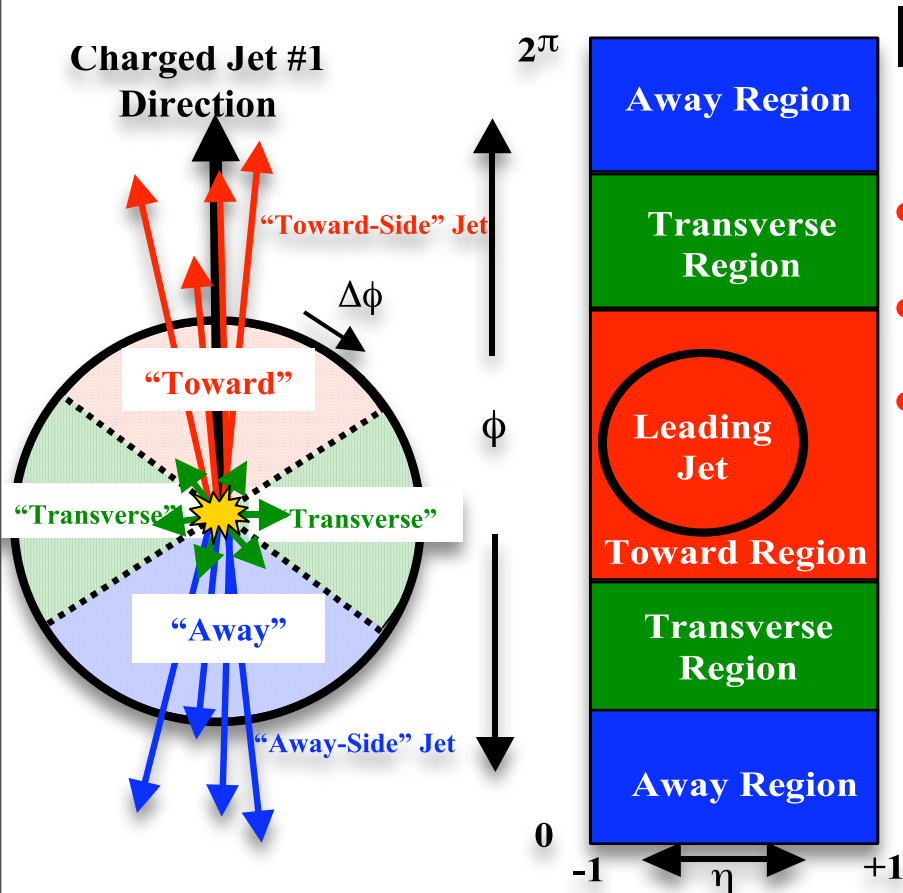 Charged Jet #1
Direction
“Toward-Side” Jet
Δϕ
“Toward”
“Transverse”
“Transverse”
“Away”
“Away-Side” Jet
2π
ϕ
0
Away Region
Transverse
Region
Leading
Jet
Toward Region
Transverse
Region
Away Region
-1
η
+1